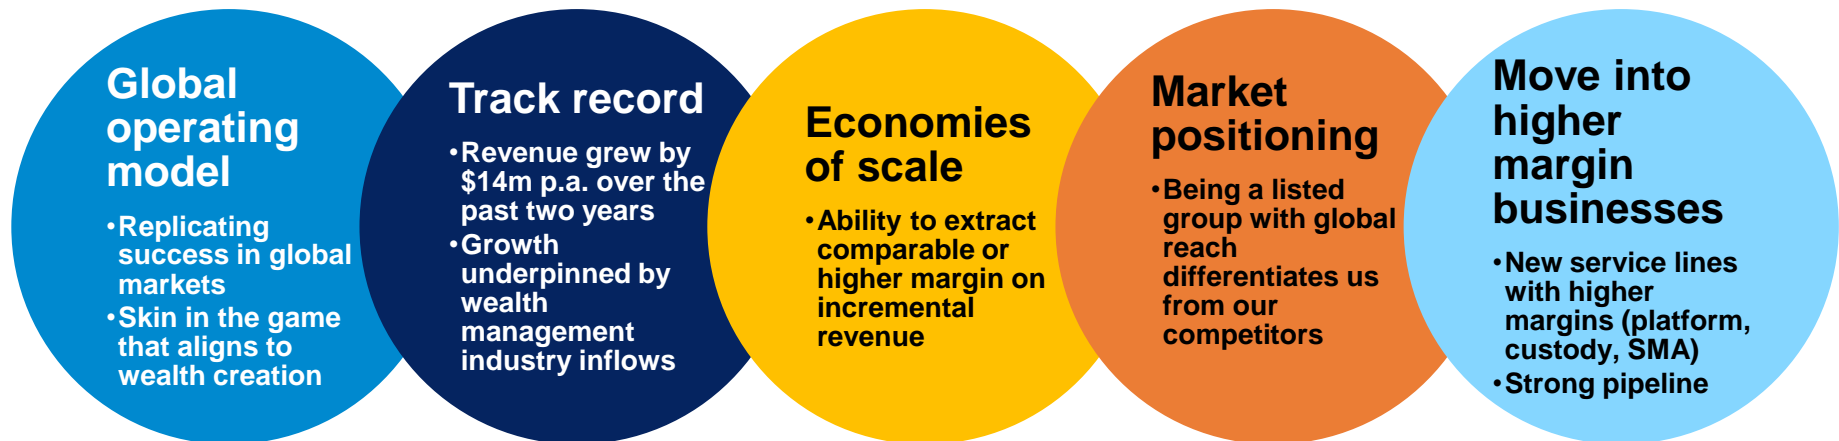 Global
operating
model
•Replicating
success in global
markets
•Skin in the game
that aligns to
wealth creation
Track record
•Revenue grew by
$14m p.a. over the
past two years
•Growth
underpinned by
wealth
management
industry inflows
Economies
of scale
•Ability to extract
comparable or
higher margin on
incremental
revenue
Market
positioning
•Being a listed
group with global
reach
differentiates us
from our
competitors
Move into
higher
margin
businesses
•New service lines
with higher
margins (platform,
custody, SMA)
•Strong pipeline